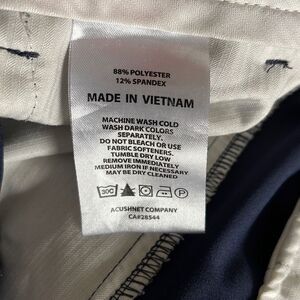 88% POLYESTER
12% SPANDEX
MADE IN VIETNAM
MACHINE WASH COLD
WASH DARK COLORS
SEPARATELY.
DO NOT BLEACH OR USE
FABRIC SOFTENERS.
TUMBLE DRY LOW
REMOVE IMMEDIATELY
MEDIUM IRON IF NECESSARY
MAY BE DRY CLEANED
30C P
ACUSHNET COMPANY
CA#28544